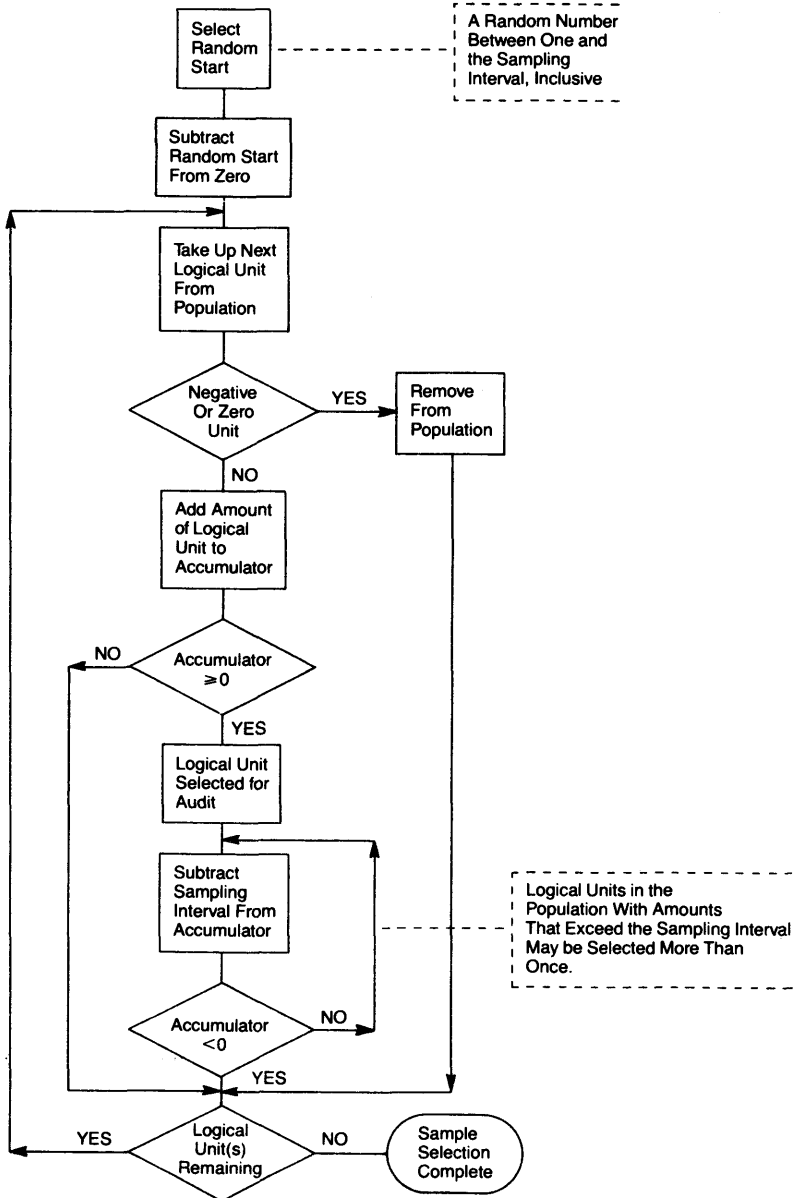 Select
Random
Start
A Random Number
Between One and
the Sampling
Interval, Inclusive
Subtract
Random Start
From Zero
Take Up Next
Logical Unit
From
Population
Negative
Or Zero
Unit
YES
Remove
From
Population
NO
Add Amount
of Logical
Unit to
Accumulator
NO
Accumulator
≥0
YES
Logical Unit
Selected for
Audit
Subtract
Sampling
Interval From
Accumulator
Logical Units in the
Population With Amounts
That Exceed the Sampling Interval
May be Selected More Than
Once.
Accumulator
<0
NO
YES
YES
Logical
Unit(s)
Remaining
NO
Sample
Selection
Complete